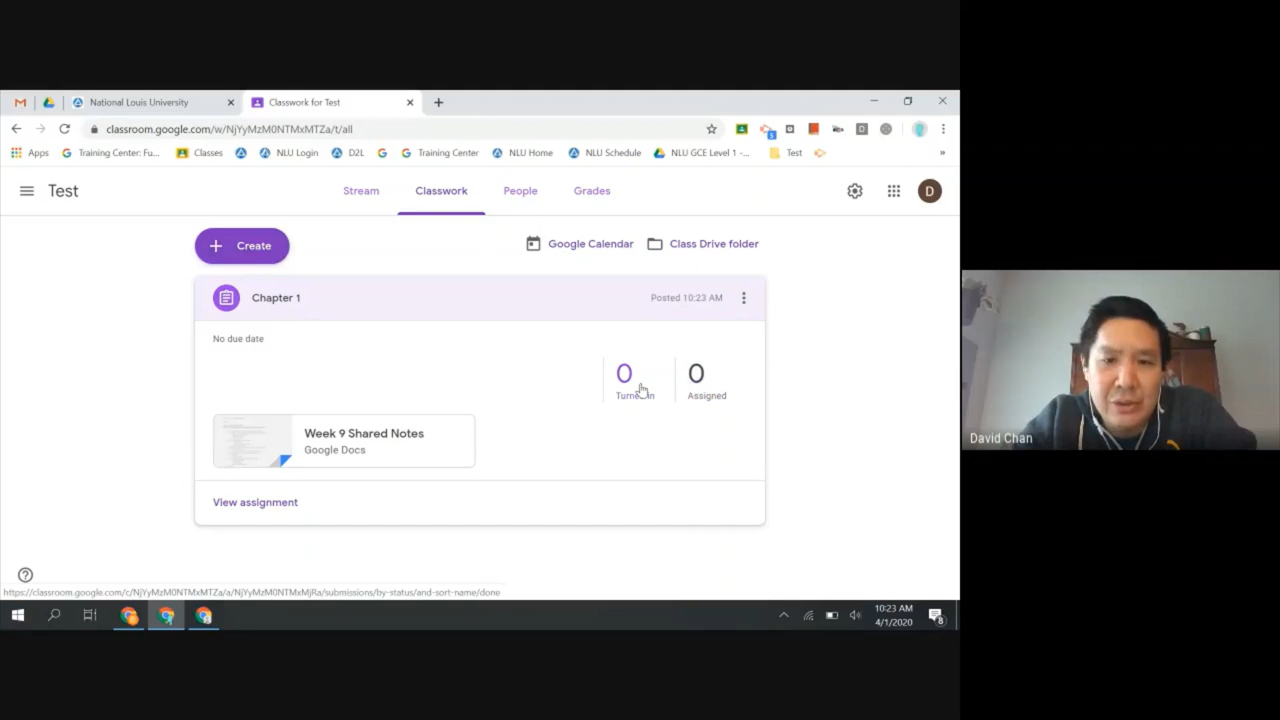 National Louis University
Classwork for Test
classroom.google.com/w/NjYyMzM0NTMxMTZa/t/all
Apps
Training Center: Fu...
Classes
NLU Login
D2L
Training Center
NLU Home
NLU Schedule
NLU GCE Level 1 -...
Test
»
Test
Stream
Classwork
People
Grades
D
Create
Google Calendar
Class Drive folder
Chapter 1
Posted 10:23 AM
No due date
0
0
Turned in
Assigned
Week 9 Shared Notes
Google Docs
View assignment
https://classroom.google.com/c/NjYyMzM0NTMxMTZa/a/NjYyMzM0NTMxMjRa/submissions/by-status/and-sort-name/done
10:23 AM
4/1/2020
8
David Chan